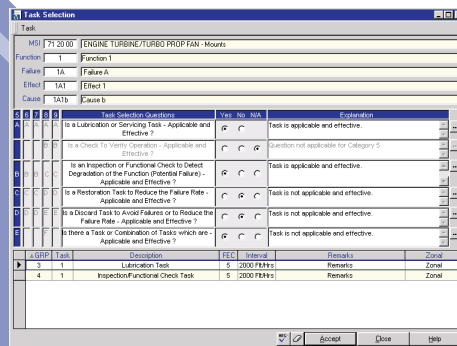 Task Selection
Task
MSI 71 20 00 ENGINE TURBINE/TURBO PROP FAN - Mounts
Function 1 Function 1
Failure 1A Failure A
Effect 1A1 Effect 1
Cause 1A1b Cause b
5 6 7 8 9 Task Selection Questions Yes No N/A Explanation
A A A A A Is a Lubrication or Servicing Task - Applicable and Effective ? Task is applicable and effective.
B B Is a Check To Verify Operation - Applicable and Effective ? Question not applicable for Category 5
B B B C C Is an Inspection or Functional Check to Detect Degradation of the Function (Potential Failure) - Applicable and Effective ? Task is applicable and effective.
C C C D D Is a Restoration Task to Reduce the Failure Rate - Applicable and Effective ? Task is not applicable and effective.
D D D E E Is a Discard Task to Avoid Failures or to Reduce the Failure Rate - Applicable and Effective ? Task is not applicable and effective.
E F Is there a Task or Combination of Tasks which are - Applicable and Effective ? Task is not applicable and effective.
GRP Task Description FEC Interval Remarks Zonal
3 1 Lubrication Task 5 2000 Flt/Hrs Remarks Zonal
4 1 Inspection/Functional Check Task 5 2000 Flt/Hrs Remarks Zonal
Accept Close Help